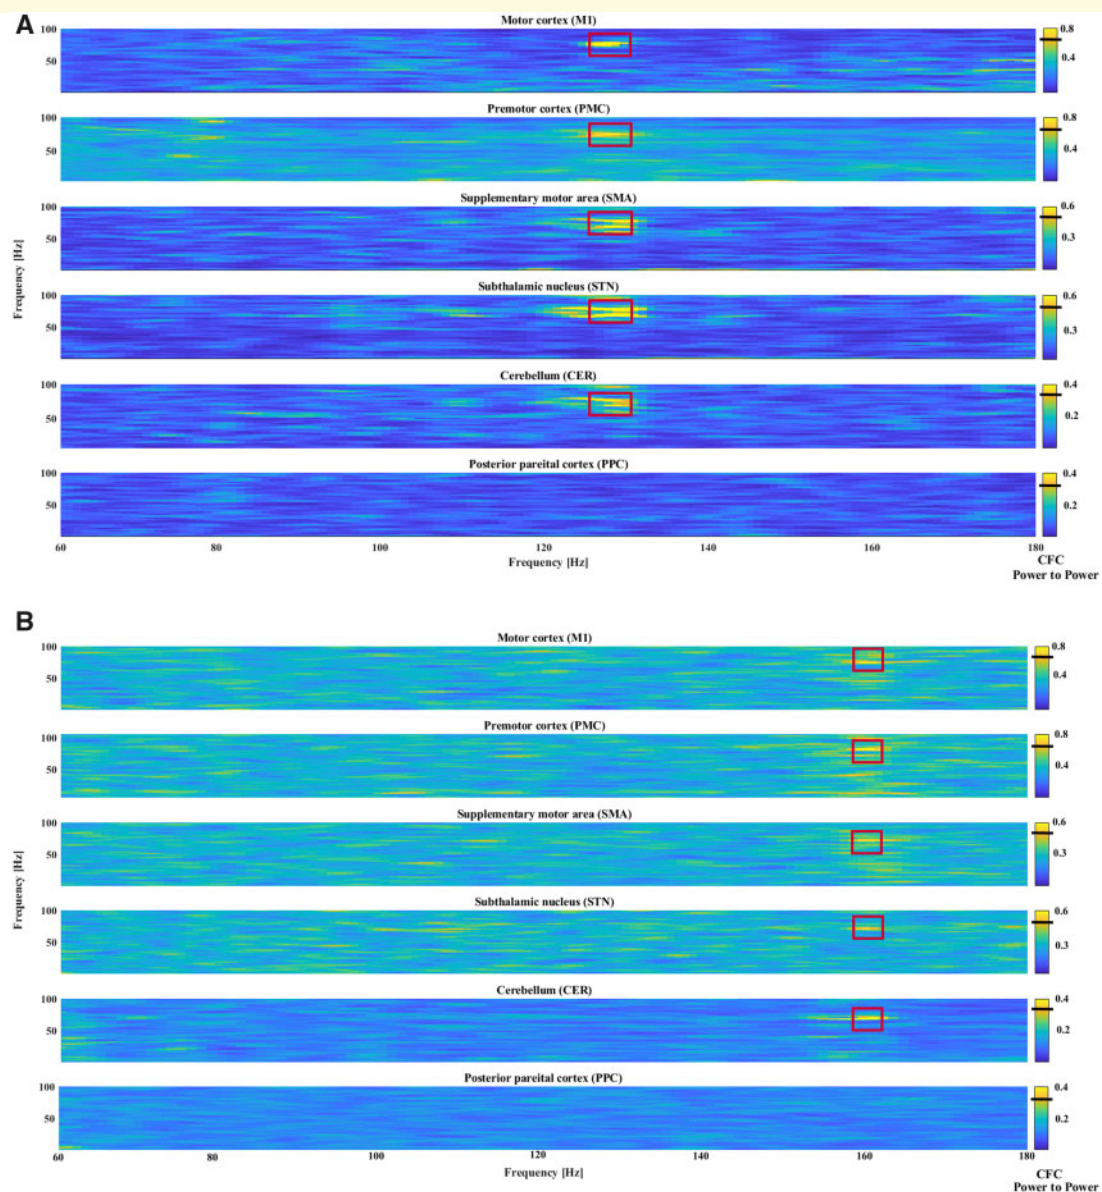 A
Motor cortex (M1)
100
50
0.8
0.4
Premotor cortex (PMC)
100
50
0.8
0.4
Supplementary motor area (SMA)
100
50
0.6
0.3
Frequency [Hz]
Subthalamic nucleus (STN)
100
50
0.6
0.3
Cerebellum (CER)
100
50
0.4
0.2
Posterior pareital cortex (PPC)
100
50
0.4
0.2
60 80 100 120 140 160 180
Frequency [Hz]
CFC
Power to Power
B
Motor cortex (M1)
100
50
0.8
0.4
Premotor cortex (PMC)
100
50
0.8
0.4
Supplementary motor area (SMA)
100
50
0.6
0.3
Frequency [Hz]
Subthalamic nucleus (STN)
100
50
0.6
0.3
Cerebellum (CER)
100
50
0.4
0.2
Posterior pareital cortex (PPC)
100
50
0.4
0.2
60 80 100 120 140 160 180
Frequency [Hz]
CFC
Power to Power